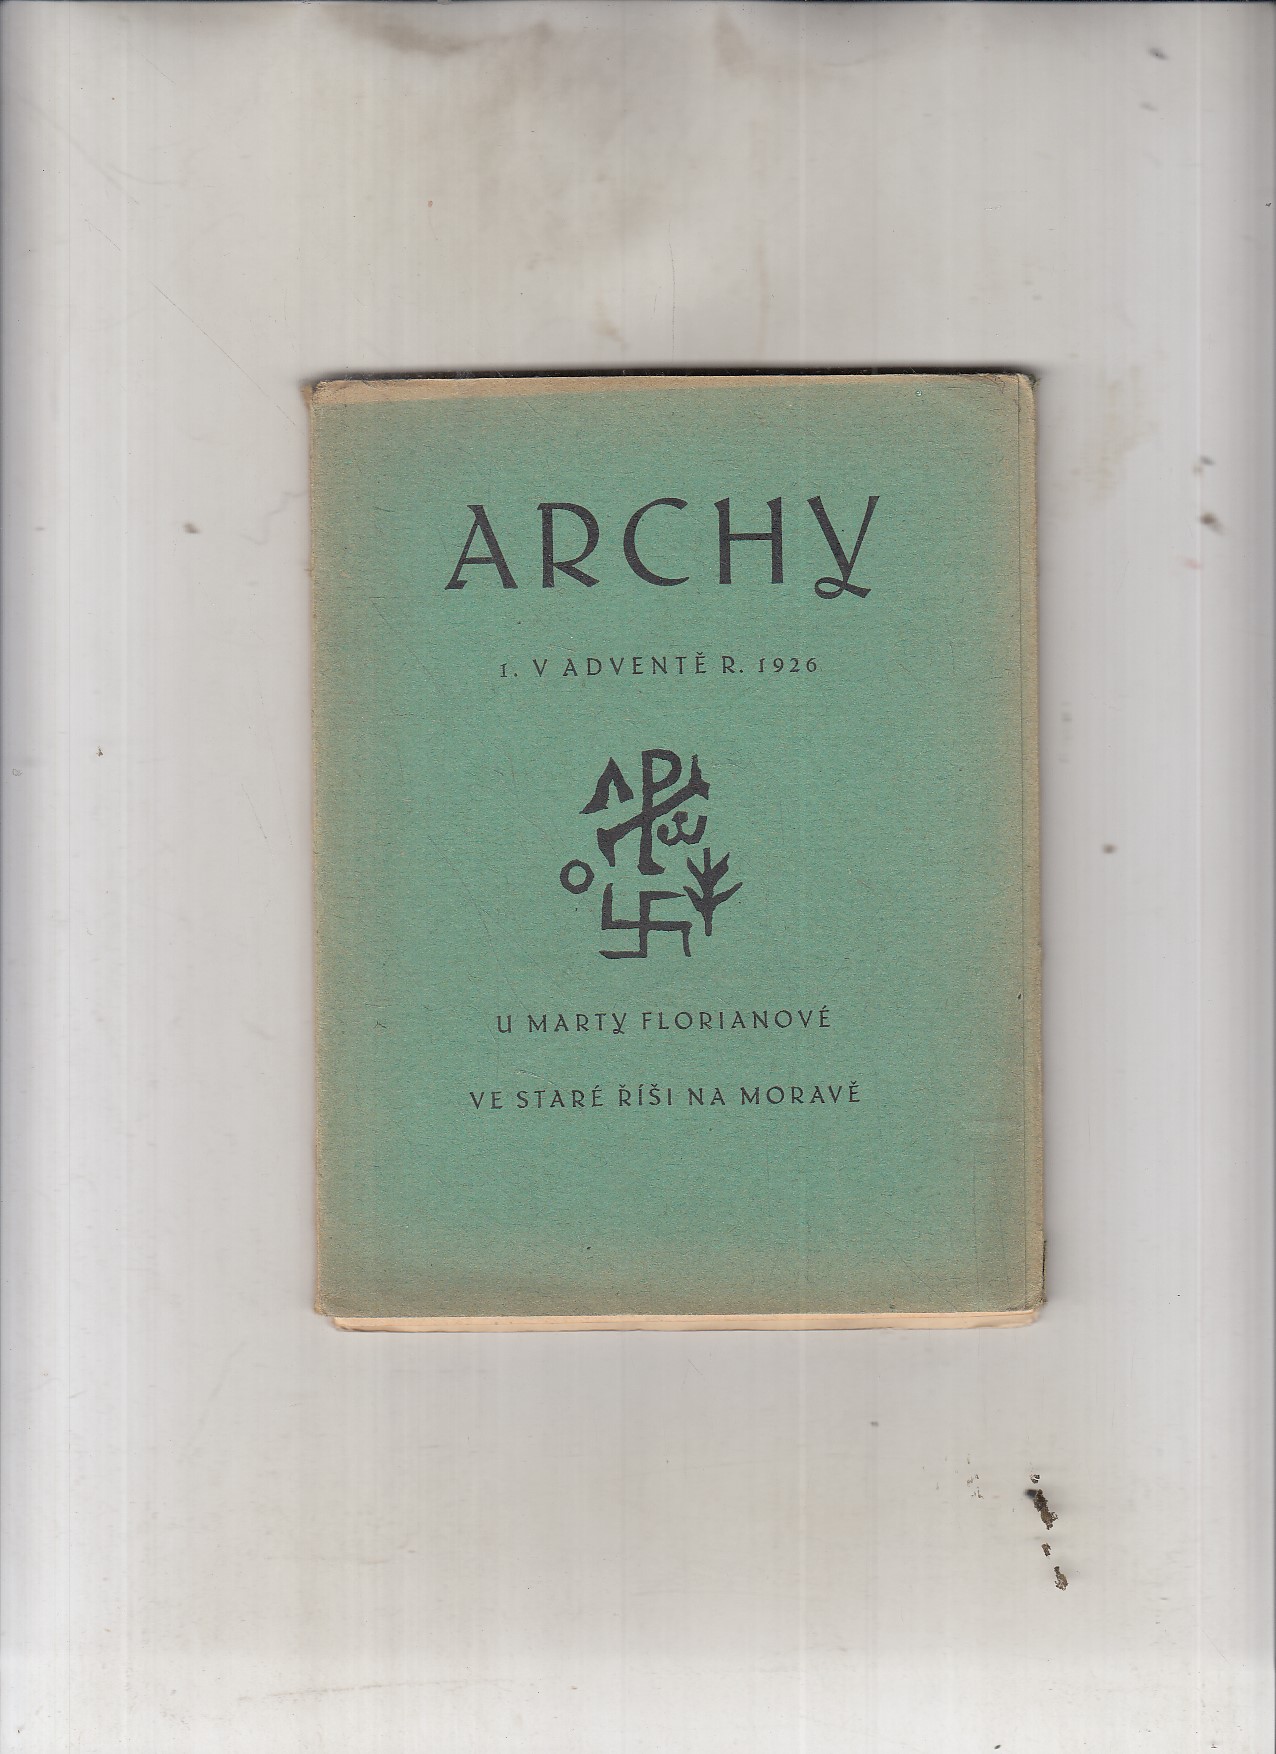 ARCHY
1. V ADVENTĚ R. 1926
U MARTY FLORIANOVÉ
VE STARÉ ŘÍŠI NA MORAVĚ